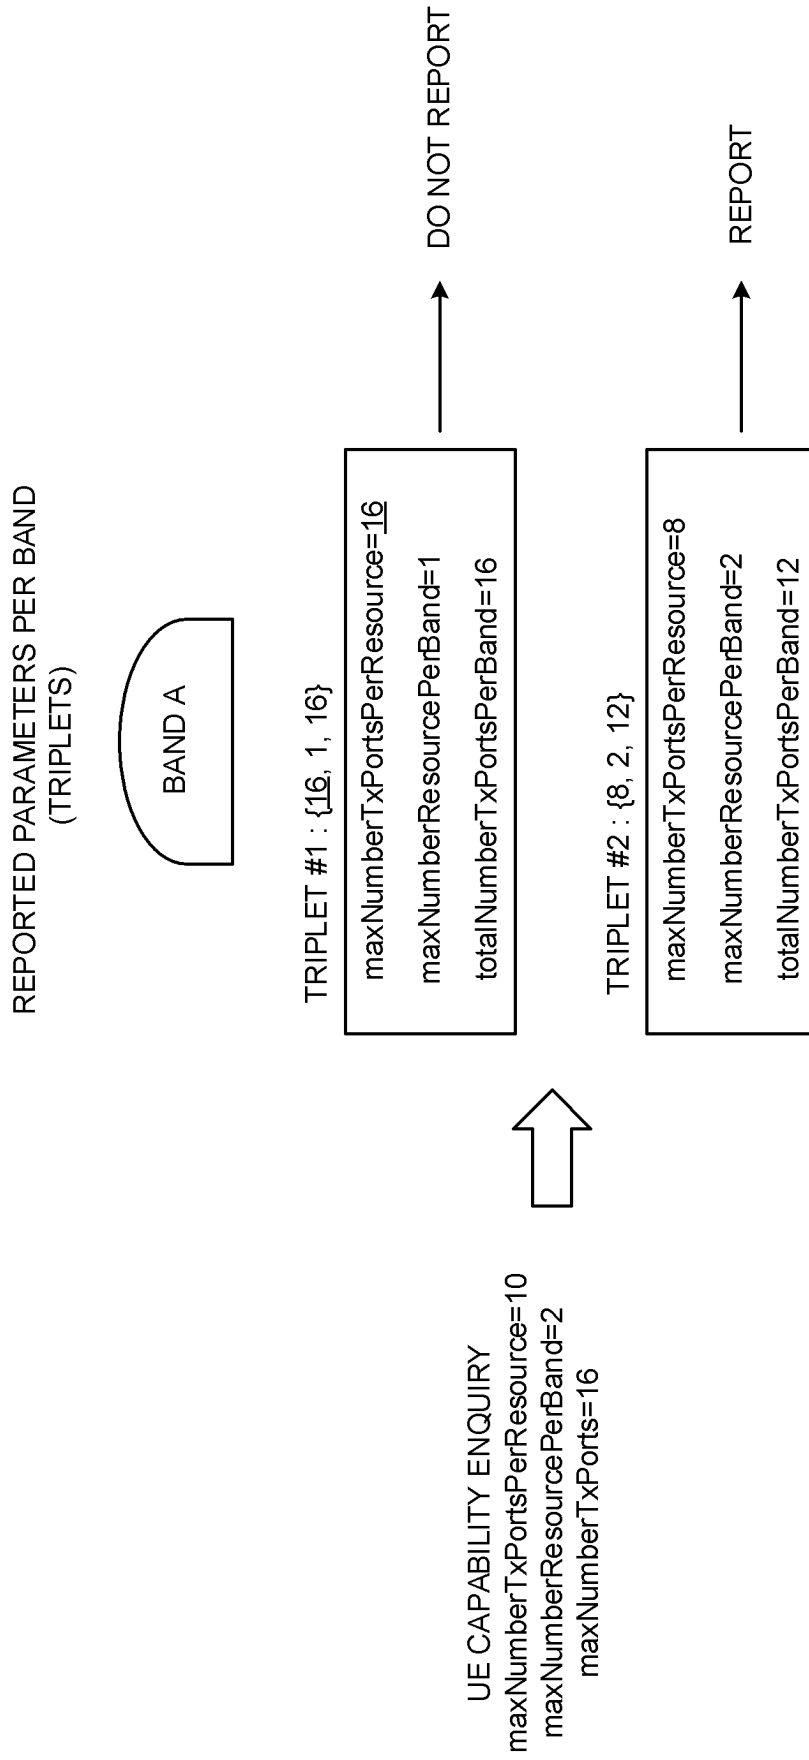 REPORTED PARAMETERS PER BAND
(TRIPLETS)
BAND A
UE CAPABILITY ENQUIRY
maxNumberTxPortsPerResource=10
maxNumberResourcePerBand=2
maxNumberTxPorts=16
TRIPLET #1 : {16, 1, 16}
maxNumberTxPortsPerResource=16
maxNumberResourcePerBand=1
totalNumberTxPortsPerBand=16
DO NOT REPORT
TRIPLET #2 : {8, 2, 12}
maxNumberTxPortsPerResource=8
maxNumberResourcePerBand=2
totalNumberTxPortsPerBand=12
REPORT